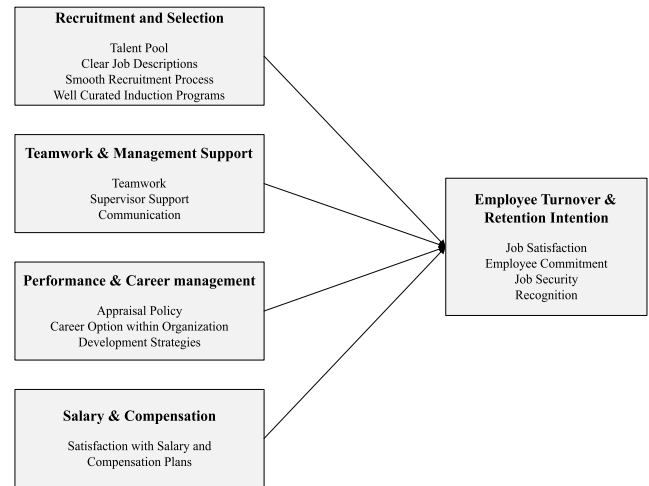 Recruitment and Selection
Talent Pool
Clear Job Descriptions
Smooth Recruitment Process
Well Curated Induction Programs
Teamwork & Management Support
Teamwork
Supervisor Support
Communication
Performance & Career management
Appraisal Policy
Career Option within Organization
Development Strategies
Salary & Compensation
Satisfaction with Salary and
Compensation Plans
Employee Turnover &
Retention Intention
Job Satisfaction
Employee Commitment
Job Security
Recognition